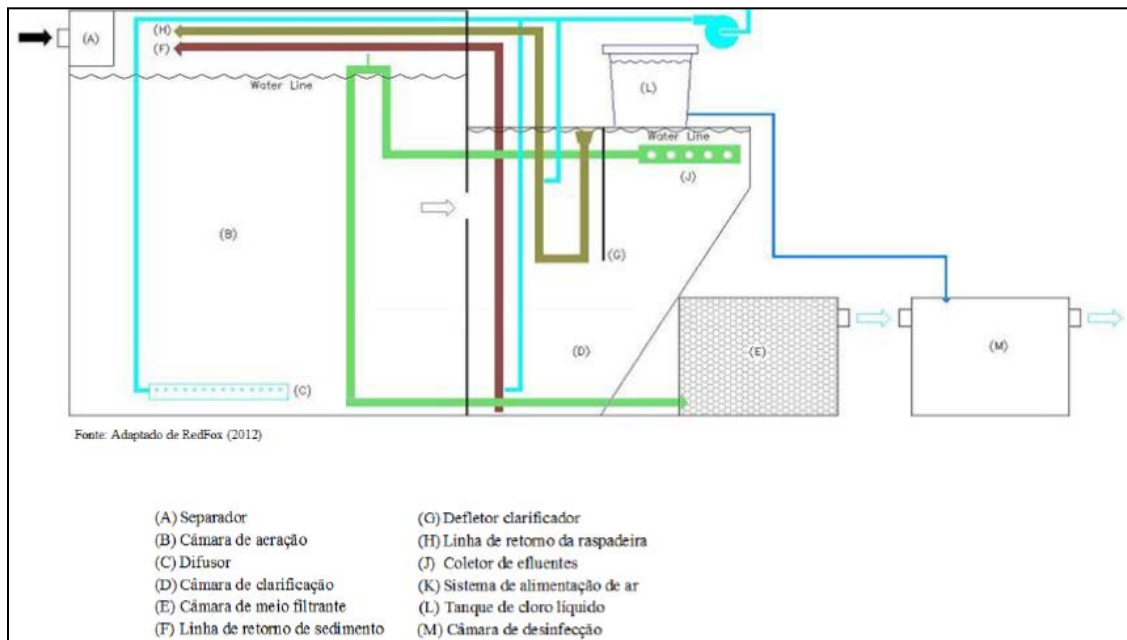 (H)
(A)
(F)
Water Line
(L)
Water Line
(J)
(B)
(G)
(D)
(E)
(M)
(C)
Fonte: Adaptado de RedFox (2012)
(A) Separador
(B) Câmara de aeração
(C) Difusor
(D) Câmara de clarificação
(E) Câmara de meio filtrante
(F) Linha de retorno de sedimento
(G) Defletor clarificador
(H) Linha de retorno da raspadeira
(J) Coletor de efluentes
(K) Sistema de alimentação de ar
(L) Tanque de cloro líquido
(M) Câmara de desinfecção